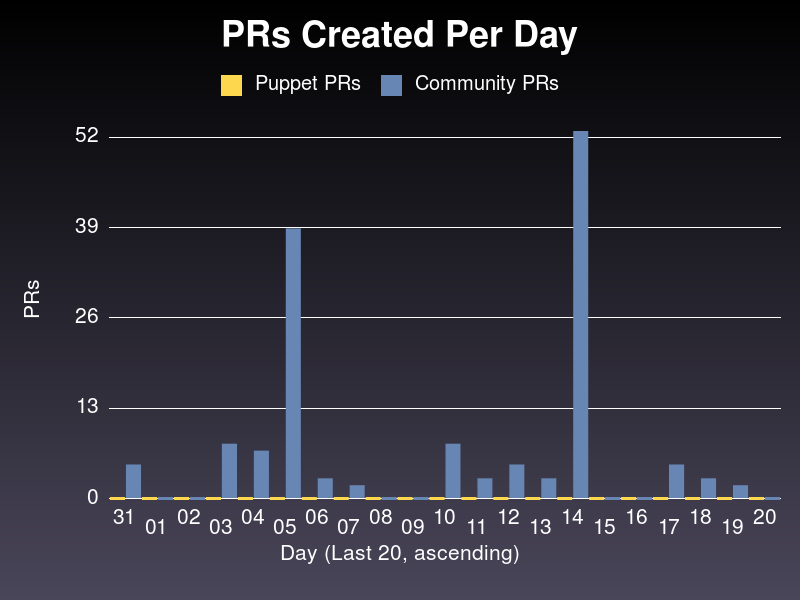 PRs Created Per Day
Puppet PRs Community PRs
52
39
26
13
0
PRs
31 01 02 03 04 05 06 07 08 09 10 11 12 13 14 15 16 17 18 19 20
Day (Last 20, ascending)